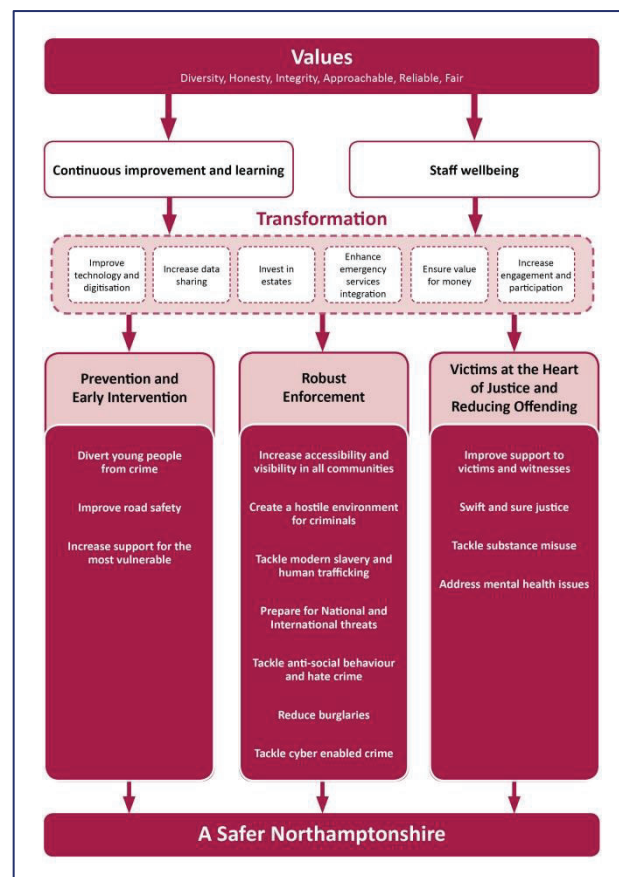 Values
Diversity, Honesty, Integrity, Approachable, Reliable, Fair
Continuous improvement and learning
Staff wellbeing
Transformation
Improve
technology and
digitisation
Increase data
sharing
Invest in
estates
Enhance
emergency
services
integration
Ensure value
for money
Increase
engagement and
participation
Prevention and
Early Intervention
Divert young people
from crime
Improve road safety
Increase support for the
most vulnerable
Robust
Enforcement
Increase accessibility and
visibility in all communities
Create a hostile environment
for criminals
Tackle modern slavery and
human trafficking
Prepare for National and
International threats
Tackle anti-social behaviour
and hate crime
Reduce burglaries
Tackle cyber enabled crime
Victims at the Heart
of Justice and
Reducing Offending
Improve support to
victims and witnesses
Swift and sure justice
Tackle substance misuse
Address mental health issues
A Safer Northamptonshire